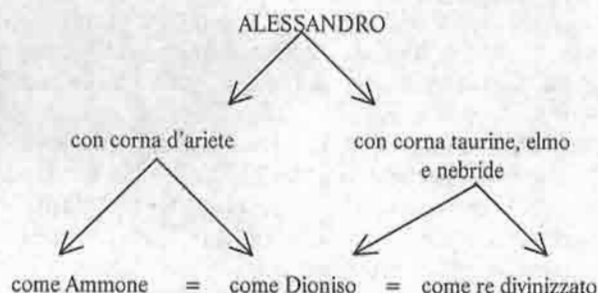 ALESSANDRO
con corna d'ariete
con corna taurine, elmo
e nebride
come Ammone = come Dioniso = come re divinizzato